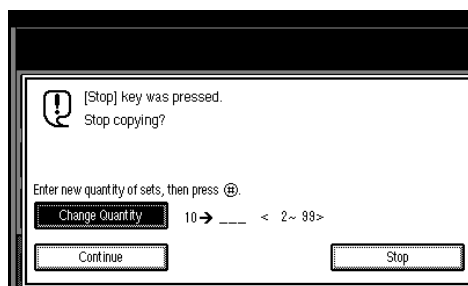 [Stop] key was pressed.
Stop copying?
Enter new quantity of sets, then press (#).
Change Quantity 10→ ___ < 2~ 99>
Continue Stop